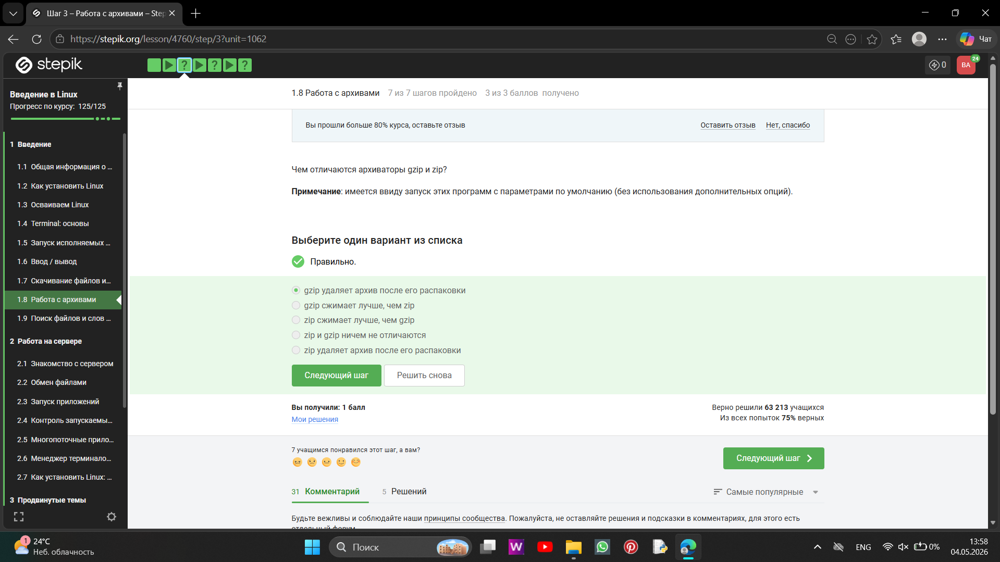 Шаг 3 – Работа с архивами – Step
https://stepik.org/lesson/4760/step/3?unit=1062
Чат
stepik
0
ВА
24
Введение в Linux
Прогресс по курсу: 125/125
1 Введение
1.1 Общая информация о ...
1.2 Как установить Linux
1.3 Осваиваем Linux
1.4 Terminal: основы
1.5 Запуск исполняемых ...
1.6 Ввод / вывод
1.7 Скачивание файлов и...
1.8 Работа с архивами
1.9 Поиск файлов и слов ...
2 Работа на сервере
2.1 Знакомство с сервером
2.2 Обмен файлами
2.3 Запуск приложений
2.4 Контроль запускаемы...
2.5 Многопоточные прило...
2.6 Менеджер терминало...
2.7 Как установить Linux: ...
3 Продвинутые темы
1.8 Работа с архивами 7 из 7 шагов пройдено 3 из 3 баллов получено
Вы прошли больше 80% курса, оставьте отзыв
Оставить отзыв Нет, спасибо
Чем отличаются архиваторы gzip и zip?
Примечание: имеется ввиду запуск этих программ с параметрами по умолчанию (без использования дополнительных опций).
Выберите один вариант из списка
Правильно.
gzip удаляет архив после его распаковки
gzip сжимает лучше, чем zip
zip сжимает лучше, чем gzip
zip и gzip ничем не отличаются
zip удаляет архив после его распаковки
Следующий шаг
Решить снова
Вы получили: 1 балл
Мои решения
Верно решили 63 213 учащихся
Из всех попыток 75% верных
7 учащимся понравился этот шаг, а вам?
Следующий шаг
31 Комментарий
5 Решений
Самые популярные
Будьте вежливы и соблюдайте наши принципы сообщества. Пожалуйста, не оставляйте решения и подсказки в комментариях, для этого есть
отдельный форум.
1
24°C
Неб. облачность
Поиск
W
ENG
0%
13:58
04.05.2026